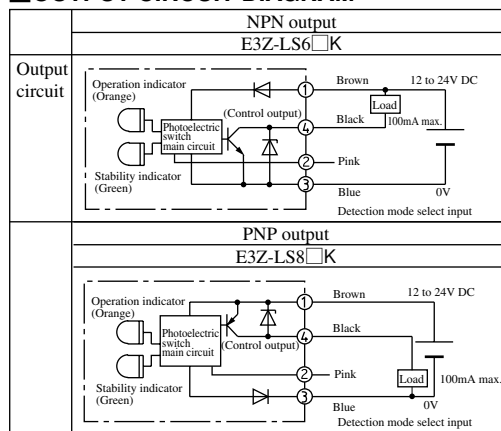 ■OUTPUT CIRCUIT DIAGRAM
NPN output
E3Z-LS6□K
Output
circuit
Operation indicator
(Orange)
Photoelectric
switch
main circuit
Stability indicator
(Green)
(Control output)
1
4
2
3
Brown
Black
Pink
Blue
12 to 24V DC
Load
100mA max.
0V
Detection mode select input
PNP output
E3Z-LS8□K
Operation indicator
(Orange)
Photoelectric
switch
main circuit
Stability indicator
(Green)
(Control output)
1
4
2
3
Brown
Black
Pink
Blue
12 to 24V DC
Load
100mA max.
0V
Detection mode select input